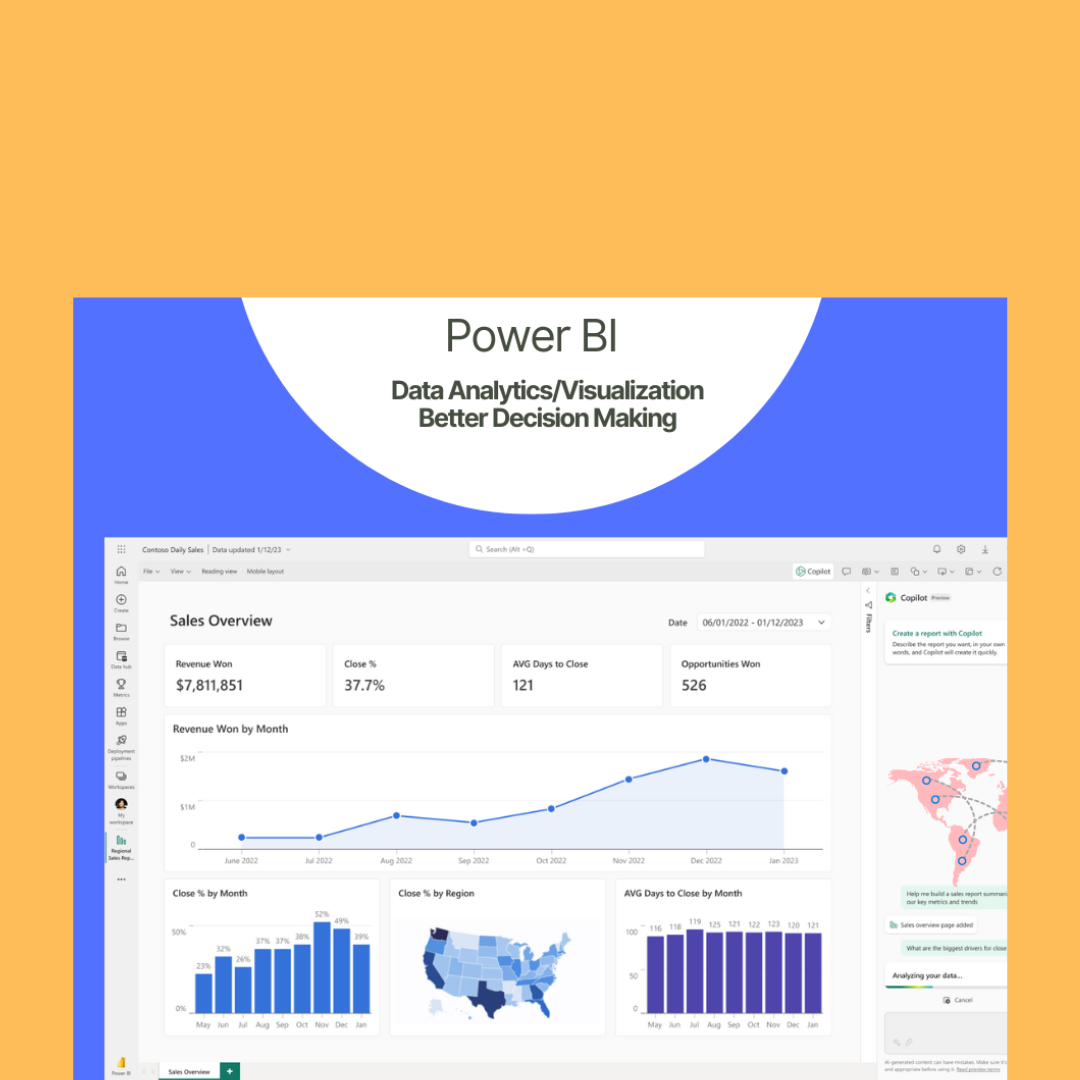 Power BI
Data Analytics/Visualization
Better Decision Making
Contoso Daily Sales | Data updated 1/12/23
Search (Alt +Q)
File
View
Reading view
Mobile layout
Copilot
Home
Create
Browse
Data hub
Metrics
Apps
Deployment
pipelines
Workspaces
My
workspace
Regional
Sales Rep...
Power BI
Sales Overview
Date
06/01/2022 - 01/12/2023
Revenue Won
$7,811,851
Close %
37.7%
AVG Days to Close
121
Opportunities Won
526
Revenue Won by Month
$2M
$1M
0
June 2022
Jul 2022
Aug 2022
Sep 2022
Oct 2022
Nov 2022
Dec 2022
Jan 2023
Close % by Month
50%
0%
23%
32%
26%
37%
37%
38%
52%
49%
39%
May Jun Jul Aug Sep Oct Nov Dec Jan
Close % by Region
AVG Days to Close by Month
100
50
0
116 118 119 125 121 122 123 120 121
May Jun Jul Aug Sep Oct Nov Dec Jan
Sales Overview
+
Filters
Copilot Preview
Create a report with Copilot
Describe the report you want, in your own
words, and Copilot will create it quickly.
Help me build a sales report summari
our key metrics and trends
Sales overview page added
What are the biggest drivers for close
Analyzing your data...
Cancel
AI-generated content can have mistakes. Make sure it's
and appropriate before using it. Read preview terms